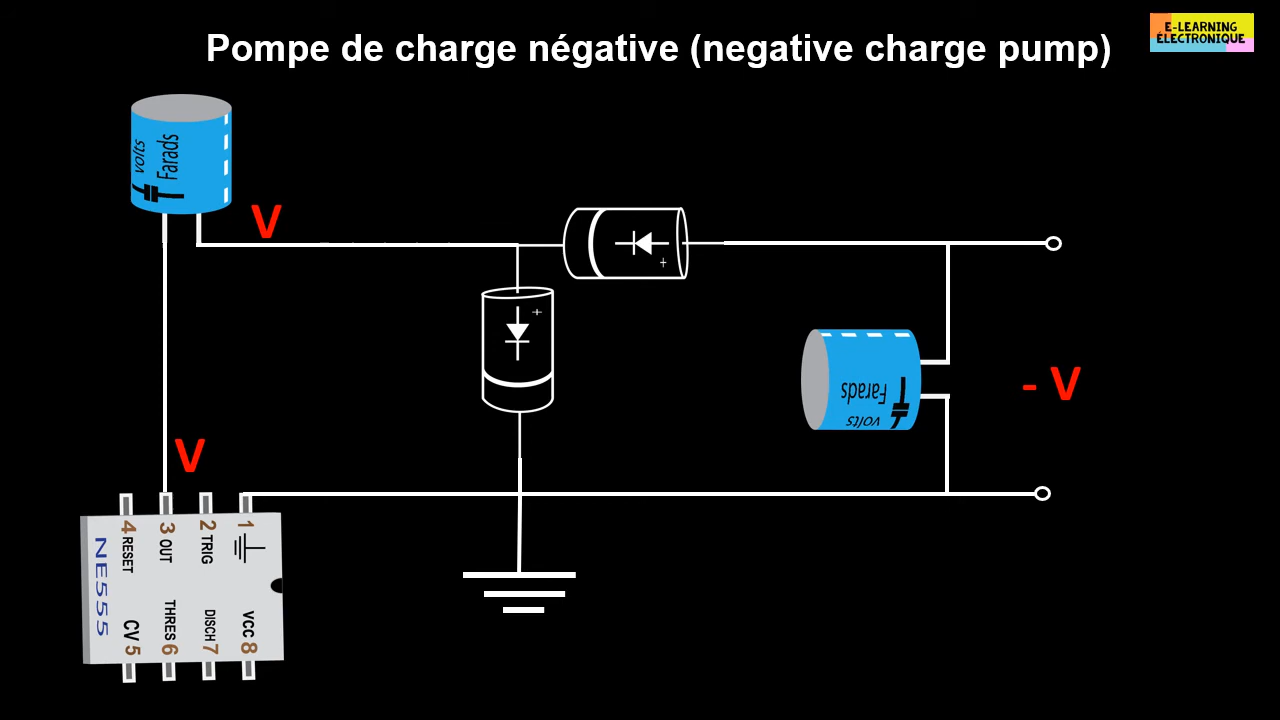 Pompe de charge négative (negative charge pump)
E-LEARNING
ÉLECTRONIQUE
volts
Farads
V
+
+
Farads
volts
- V
V
4 3 2 1
RESET OUT TRIG
NE555
CV THRES DISCH VCC
5 6 7 8